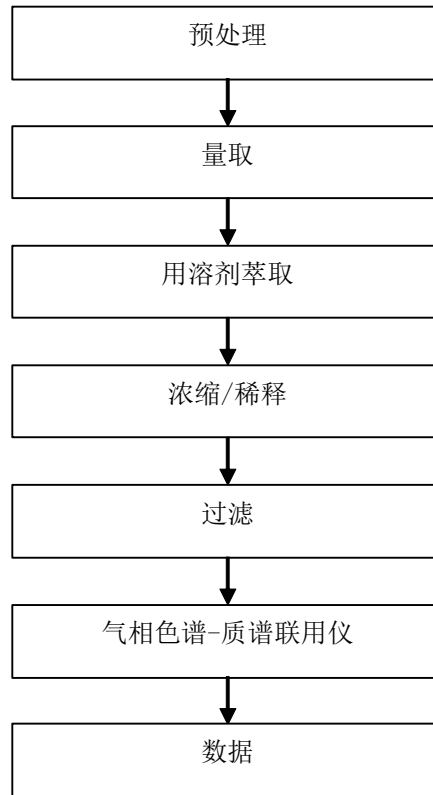 预处理
量取
用溶剂萃取
浓缩/稀释
过滤
气相色谱-质谱联用仪
数据